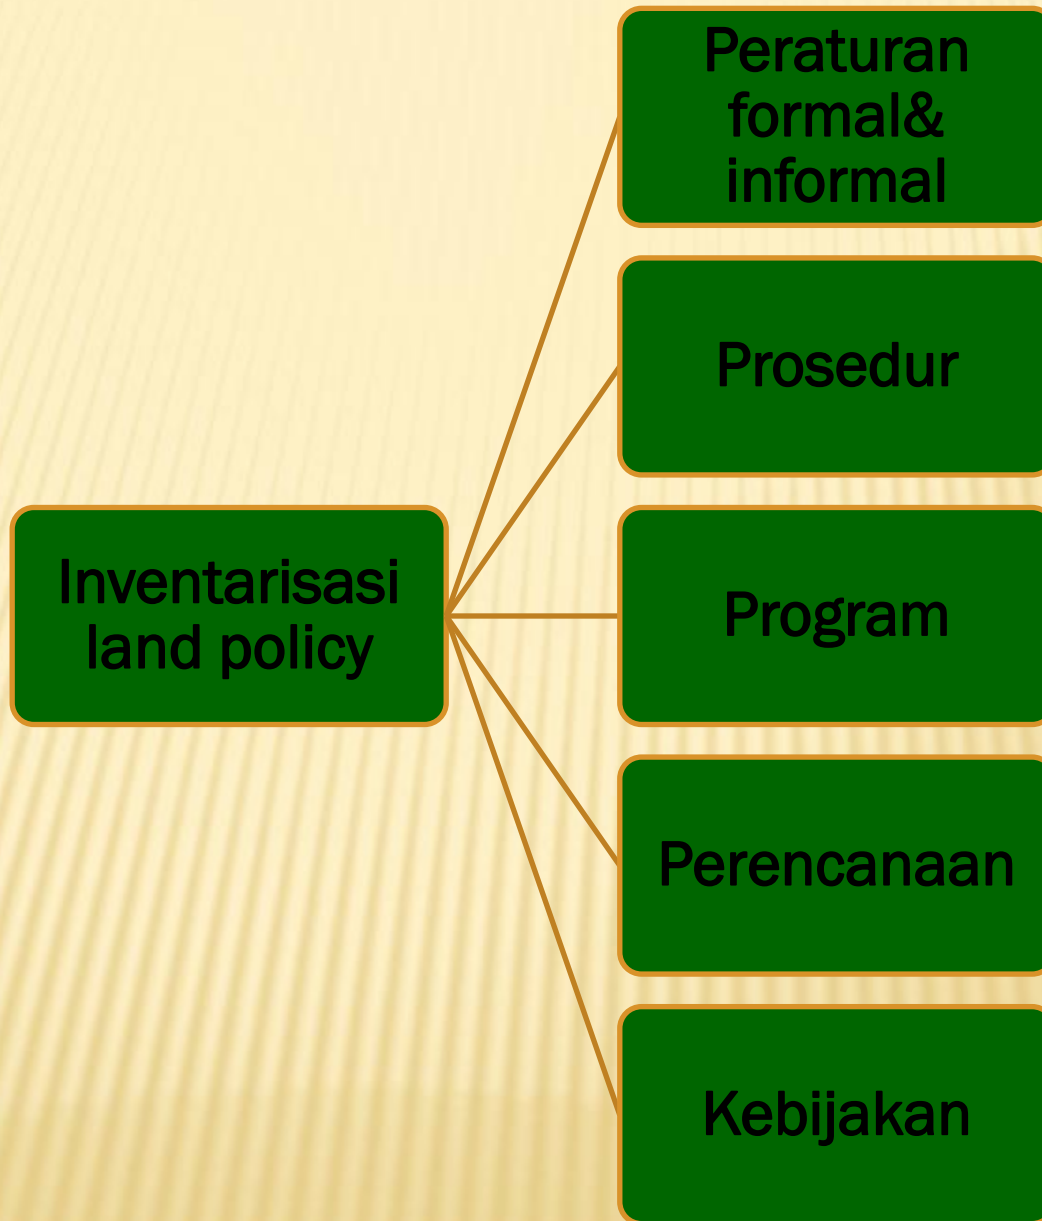 Peraturan
formal&
informal
Prosedur
Inventarisasi
land policy
Program
Perencanaan
Kebijakan